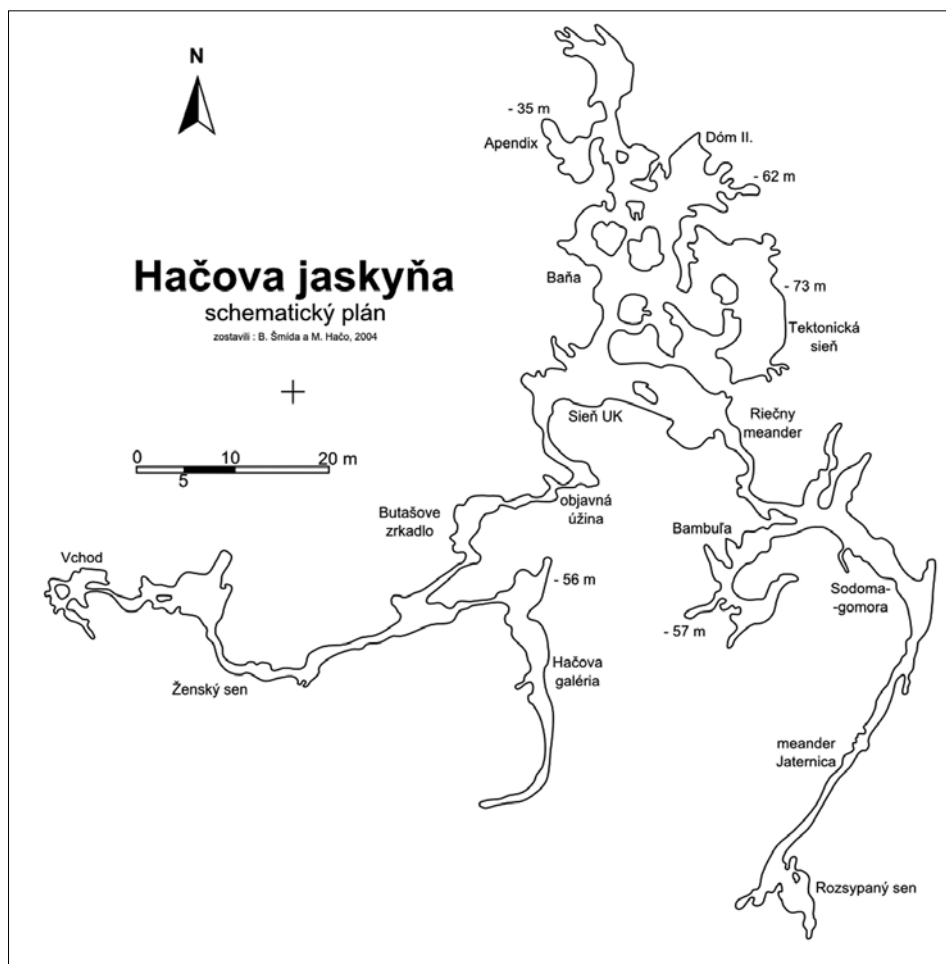 N
- 35 m
Apendix
Dóm II.
- 62 m
Hačova jaskyňa
schematický plán
zostavili : B. Šmída a M. Hačo, 2004
Baňa
- 73 m
Tektonická
sieň
Sieň UK
Riečny
meander
0 10 20 m
5
Butašove
zrkadlo
objavná
úžina
Bambuľa
Vchod
- 56 m
Sodoma-
-gomora
- 57 m
Ženský sen
Hačova
galéria
meander
Jaternica
Rozsypaný sen